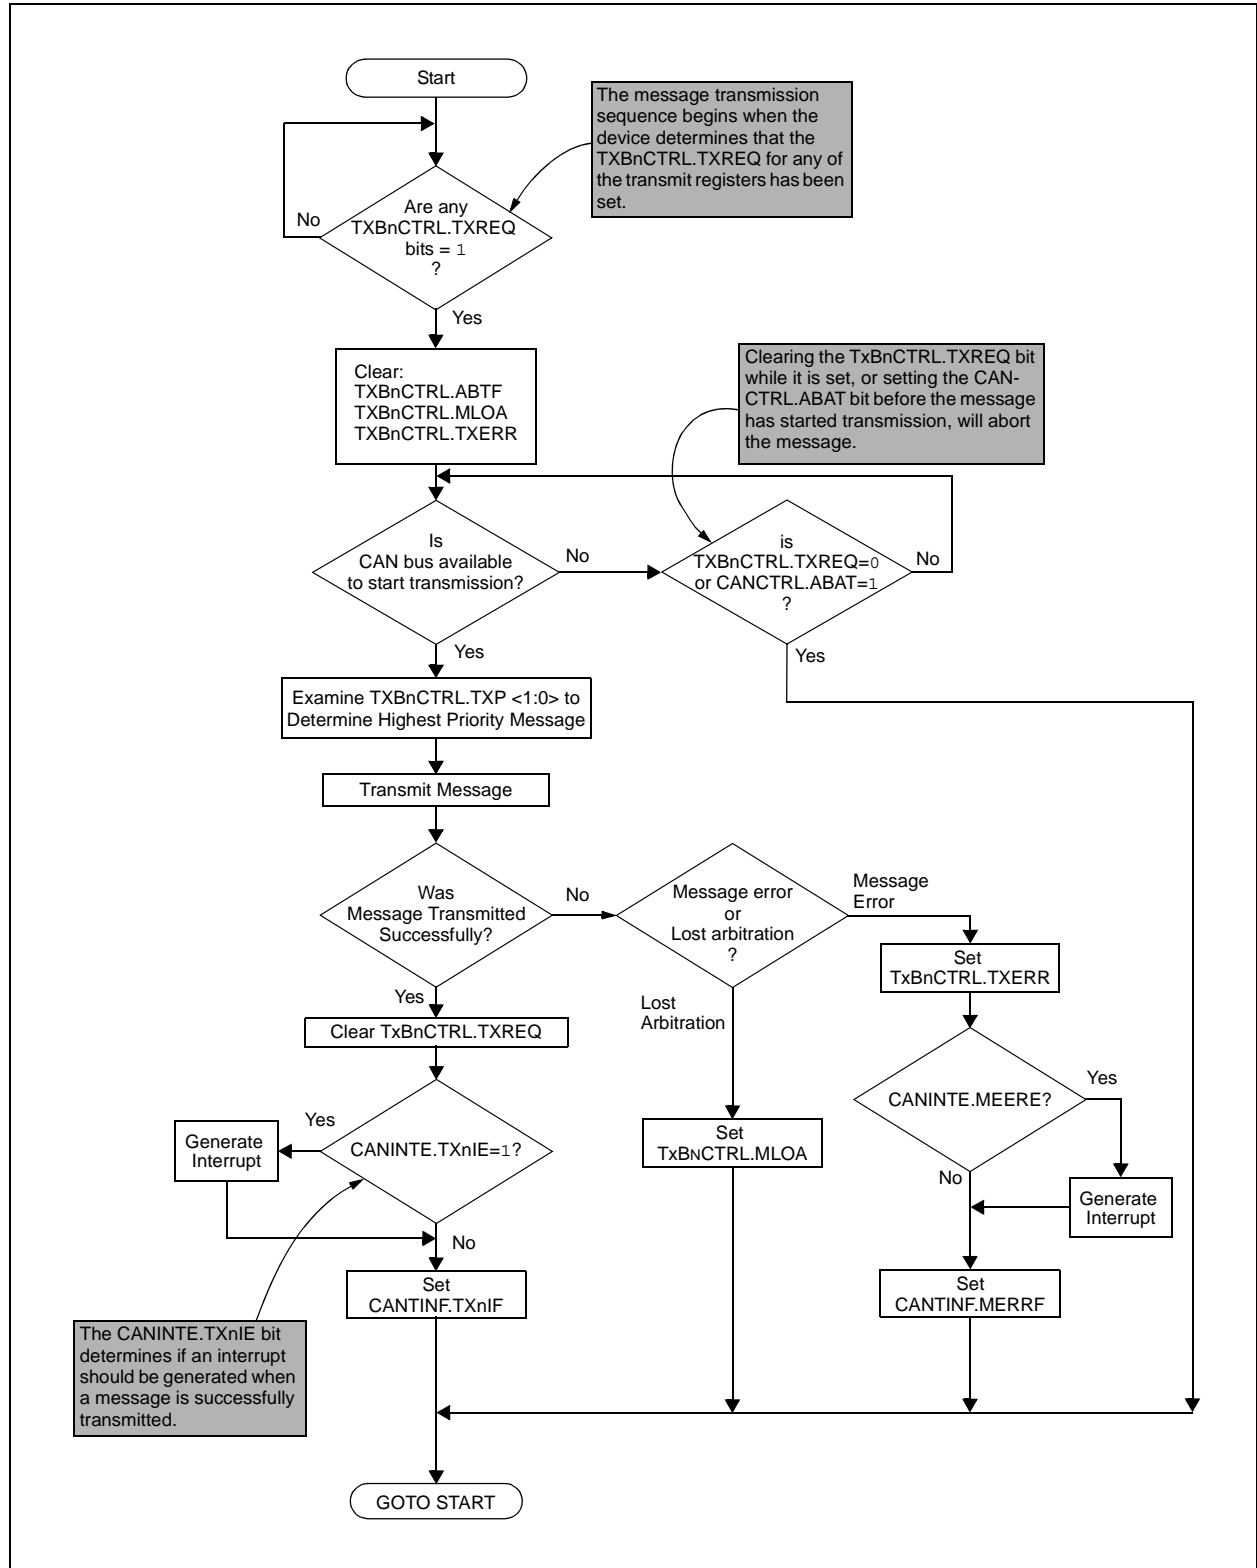 Start
The message transmission
sequence begins when the
device determines that the
TXBnCTRL.TXREQ for any of
the transmit registers has been
set.
Are any
TXBnCTRL.TXREQ
bits = 1
?
No
Yes
Clear:
TXBnCTRL.ABTF
TXBnCTRL.MLOA
TXBnCTRL.TXERR
Clearing the TxBnCTRL.TXREQ bit
while it is set, or setting the CAN-
CTRL.ABAT bit before the message
has started transmission, will abort
the message.
Is
CAN bus available
to start transmission?
No
is
TXBnCTRL.TXREQ=0
or CANCTRL.ABAT=1
?
No
Yes
Yes
Examine TXBnCTRL.TXP <1:0> to
Determine Highest Priority Message
Transmit Message
Was
Message Transmitted
Successfully?
No
Message error
or
Lost arbitration
?
Message
Error
Set
TxBnCTRL.TXERR
Yes
Lost
Arbitration
Clear TxBnCTRL.TXREQ
CANINTE.MEERE?
Yes
Yes
Generate
Interrupt
CANINTE.TXnIE=1?
Set
TxBNCTRL.MLOA
No
Generate
Interrupt
No
Set
CANTINF.TXnIF
Set
CANTINF.MERRF
The CANINTE.TXnIE bit
determines if an interrupt
should be generated when
a message is successfully
transmitted.
GOTO START